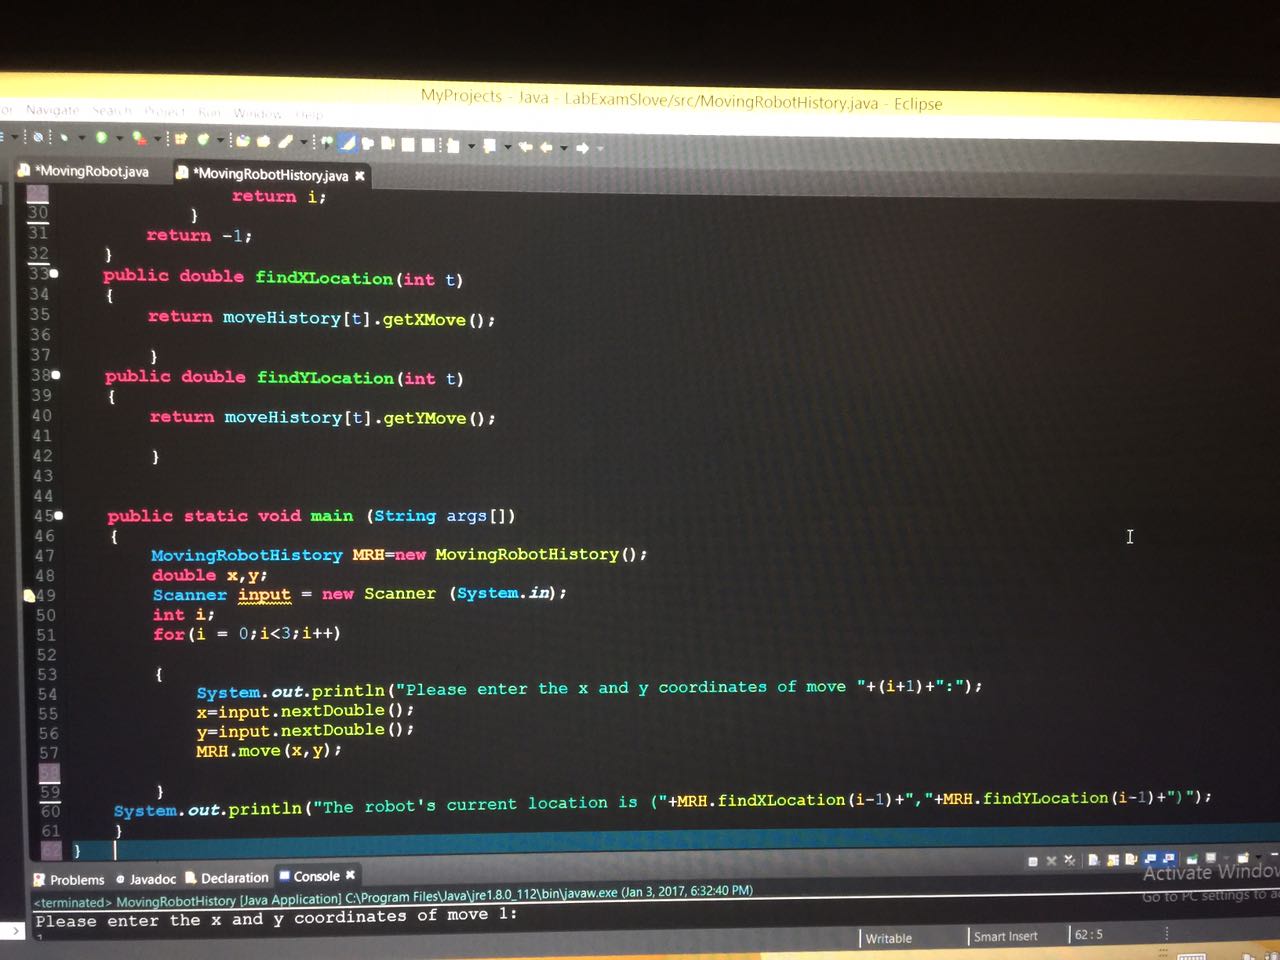 MyProjects - Java - LabExamSlove/src/MovingRobotHistory.java - Eclipse
Navigate Search Project Run Window Help
*MovingRobot.java *MovingRobotHistory.java
29 return i;
30 }
31 return -1;
32 }
33 public double findXLocation(int t)
34 {
35 return moveHistory[t].getXMove();
36
37 }
38 public double findYLocation(int t)
39 {
40 return moveHistory[t].getYMove();
41
42 }
43
44
45 public static void main (String args[])
46 {
47 MovingRobotHistory MRH=new MovingRobotHistory();
48 double x,y;
49 Scanner input = new Scanner (System.in);
50 int i;
51 for(i = 0;i<3;i++)
52
53 {
54 System.out.println("Please enter the x and y coordinates of move "+(i+1)+":");
55 x=input.nextDouble();
56 y=input.nextDouble();
57 MRH.move(x,y);
58
59 }
60 System.out.println("The robot's current location is ("+MRH.findXLocation(i-1)+","+MRH.findYLocation(i-1)+")");
61 }
62 }
Problems Javadoc Declaration Console
Activate Window
<terminated> MovingRobotHistory [Java Application] C:\Program Files\Java\jre1.8.0_112\bin\javaw.exe (Jan 3, 2017, 6:32:40 PM)
Go to PC settings to
Please enter the x and y coordinates of move 1:
Writable Smart Insert 62 : 5